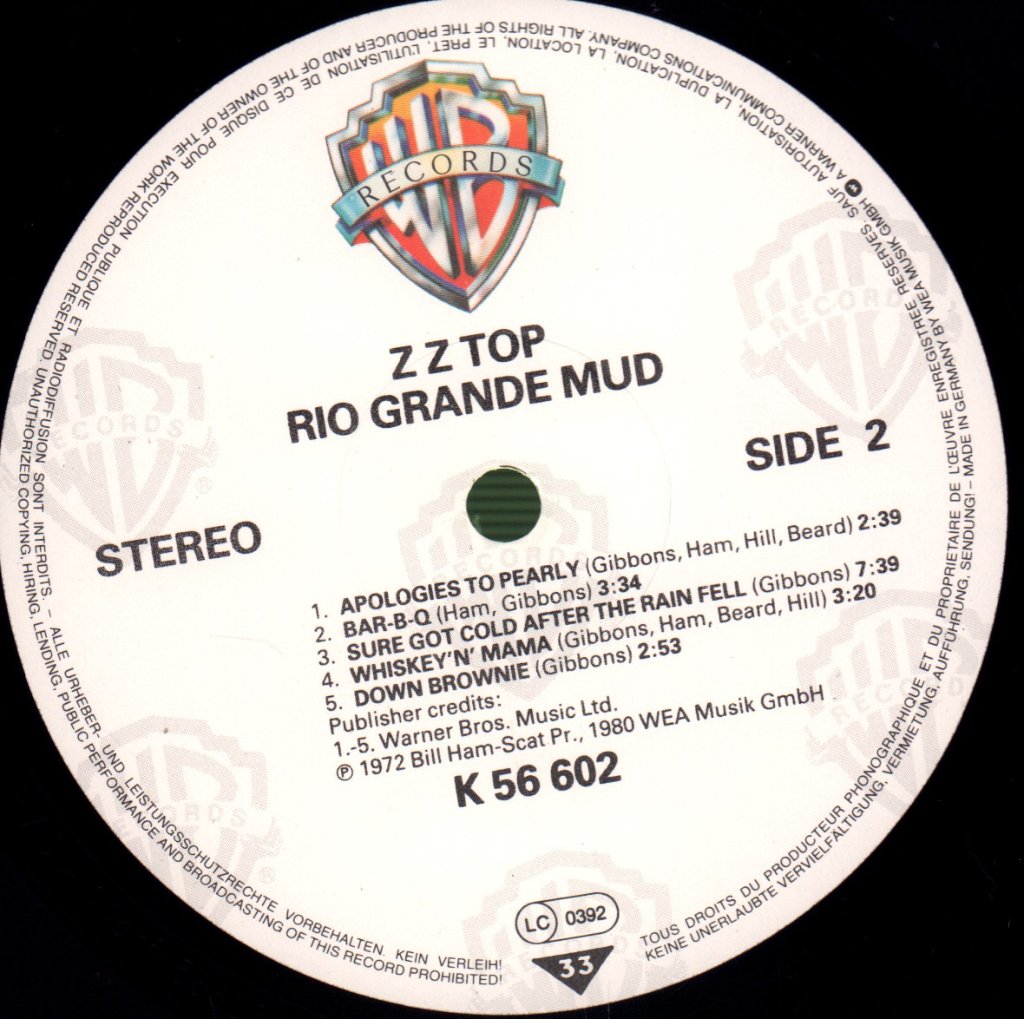 RECORDS
Z Z TOP
RIO GRANDE MUD
SIDE 2
STEREO
1. APOLOGIES TO PEARLY (Gibbons, Ham, Hill, Beard) 2:39
2. BAR-B-Q (Ham, Gibbons) 3:34
3. SURE GOT COLD AFTER THE RAIN FELL (Gibbons) 7:39
4. WHISKEY'N' MAMA (Gibbons, Ham, Beard, Hill) 3:20
5. DOWN BROWNIE (Gibbons) 2:53
Publisher credits:
1.-5. Warner Bros. Music Ltd.
℗ 1972 Bill Ham-Scat Pr., 1980 WEA Musik GmbH
K 56 602
LC 0392
33
TOUS DROITS DU PRODUCTEUR PHONOGRAPHIQUE ET DU PROPRIETAIRE DE L'ŒUVRE ENREGISTREE RESERVES. SAUF AUTORISATION, LA DUPLICATION, LA LOCATION, LE PRET, L'UTILISATION DE CE DISQUE POUR EXECUTION PUBLIQUE ET RADIODIFFUSION SONT INTERDITS. – ALLE URHEBER- UND LEISTUNGSSCHUTZRECHTE VORBEHALTEN. KEIN VERLEIH!
KEINE UNERLAUBTE VERVIELFÄLTIGUNG, VERMIETUNG, AUFFÜHRUNG, SENDUNG! – MADE IN GERMANY BY WEA MUSIK GMBH A WARNER COMMUNICATIONS COMPANY. ALL RIGHTS OF THE PRODUCER AND OF THE OWNER OF THE WORK REPRODUCED RESERVED. UNAUTHORIZED COPYING, HIRING, LENDING, PUBLIC PERFORMANCE AND BROADCASTING OF THIS RECORD PROHIBITED!